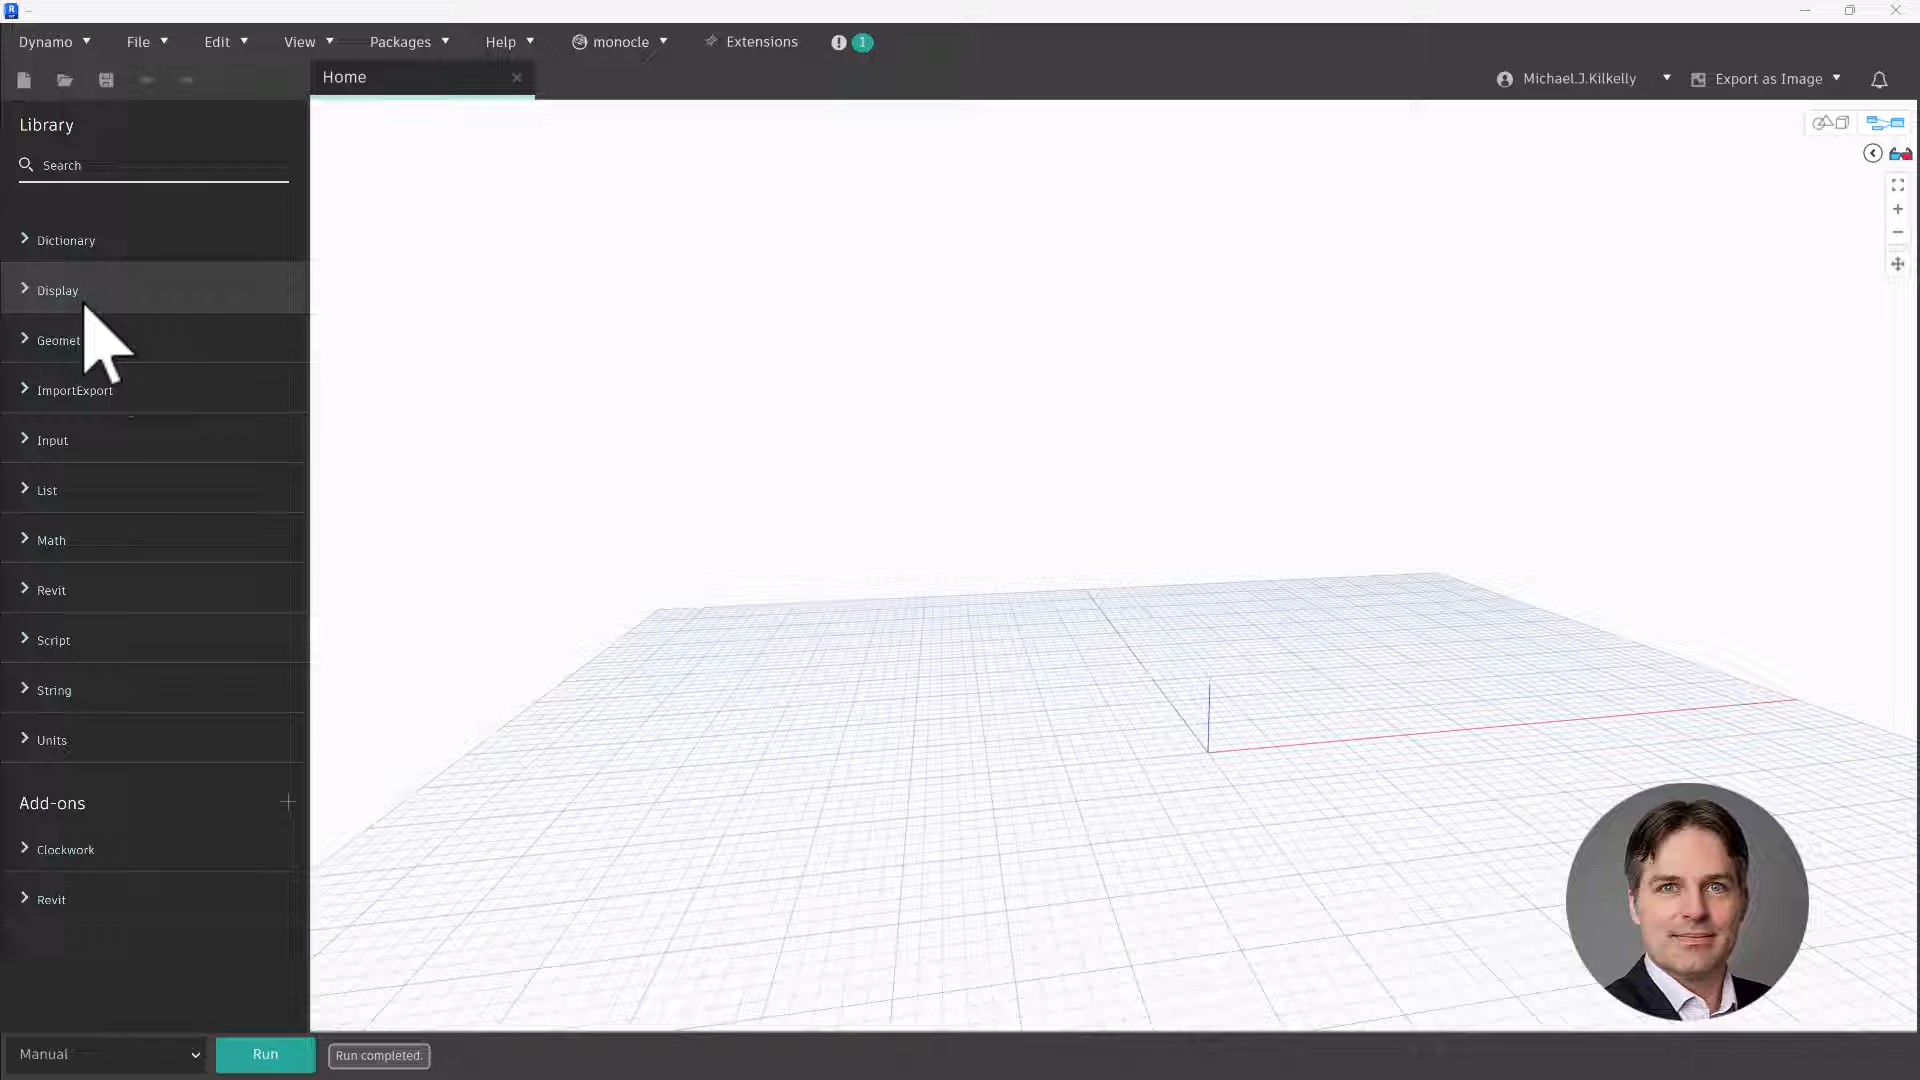 Dynamo File Edit View Packages Help monocle Extensions 1
Home
Michael.J.Kilkelly Export as Image
Library
Search
Dictionary
Display
Geomet
ImportExport
Input
List
Math
Revit
Script
String
Units
Add-ons
Clockwork
Revit
Manual Run Run completed.